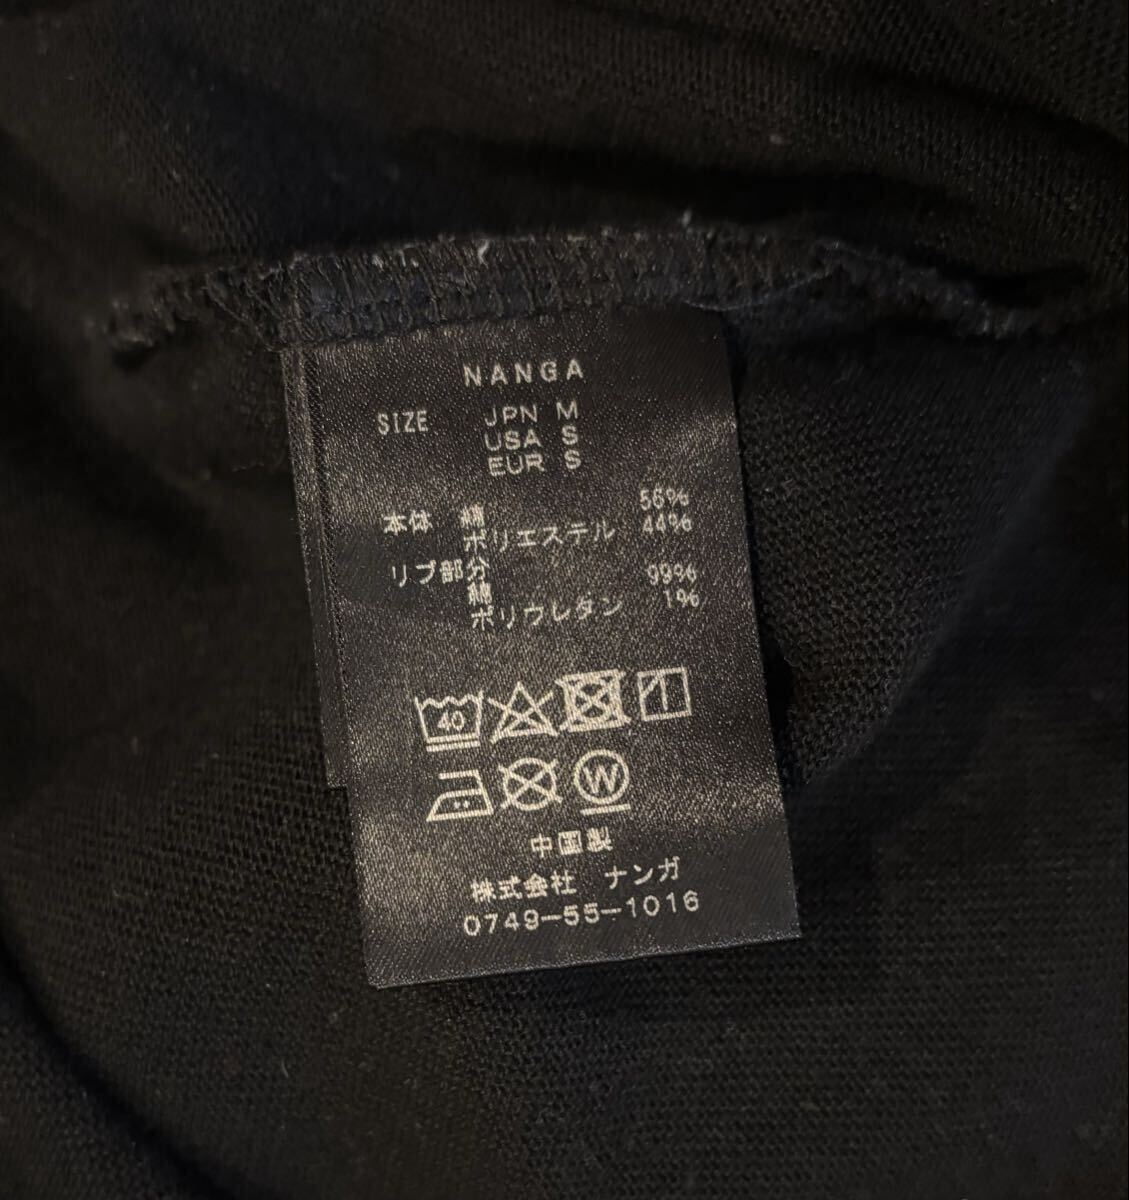 NANGA
SIZE JPN M
USA S
EUR S
本体 綿 56%
ポリエステル 44%
リブ部分
綿 99%
ポリウレタン 1%
40
W
中国製
株式会社 ナンガ
0749-55-1016